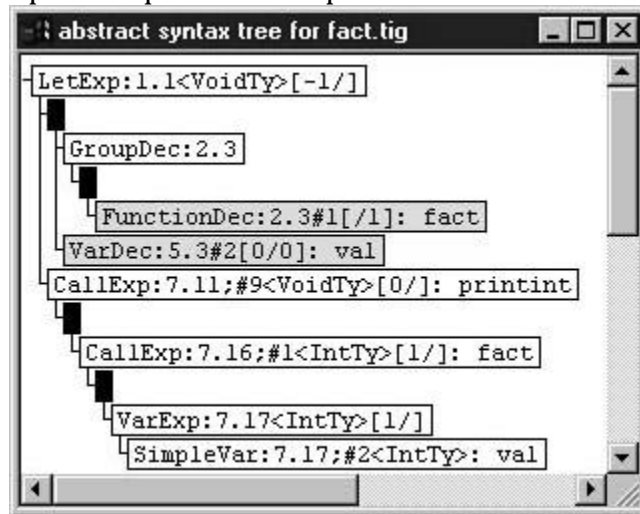 abstract syntax tree for fact.tig
LetExp:1.1<VoidTy>[-1/]
GroupDec:2.3
FunctionDec:2.3#1[/1]: fact
VarDec:5.3#2[0/0]: val
CallExp:7.11;#9<VoidTy>[0/]: printint
CallExp:7.16;#1<IntTy>[1/]: fact
VarExp:7.17<IntTy>[1/]
SimpleVar:7.17;#2<IntTy>: val